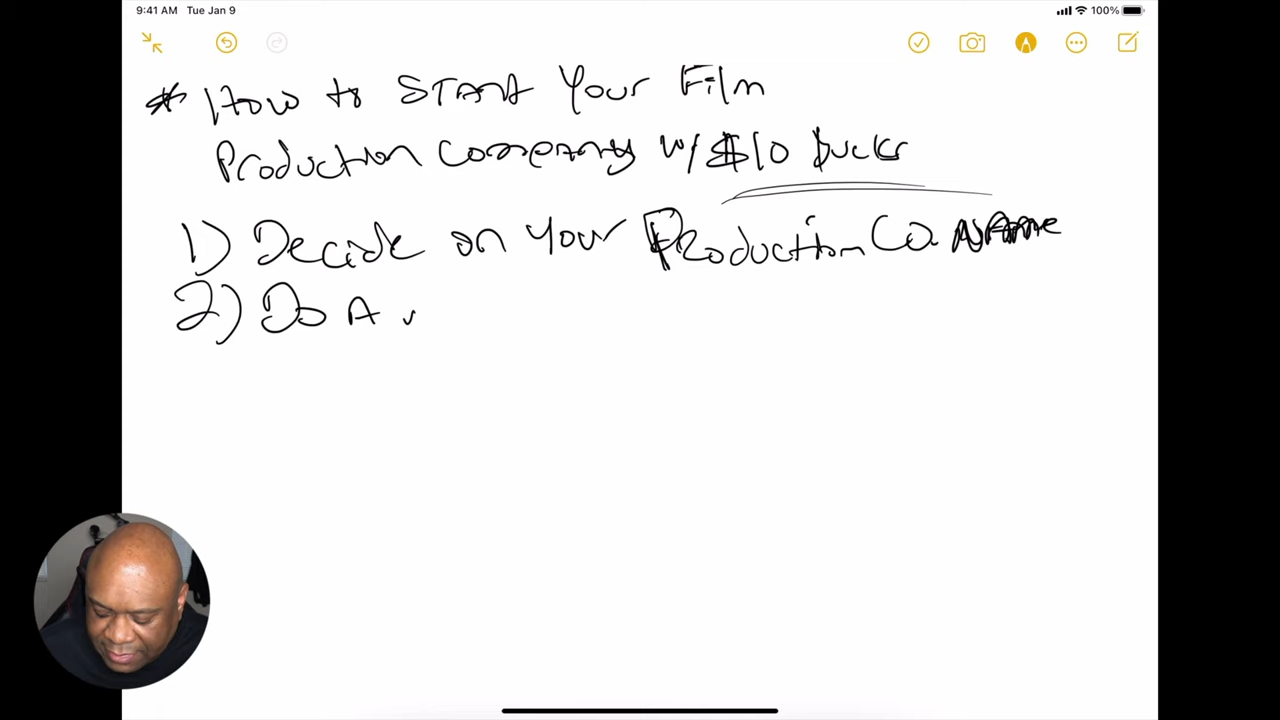 9:41 AM Tue Jan 9
100%
* How to START Your Film
Production Company w/ $10 bucks
1) Decide on Your Production Co. NAme
2) Do A